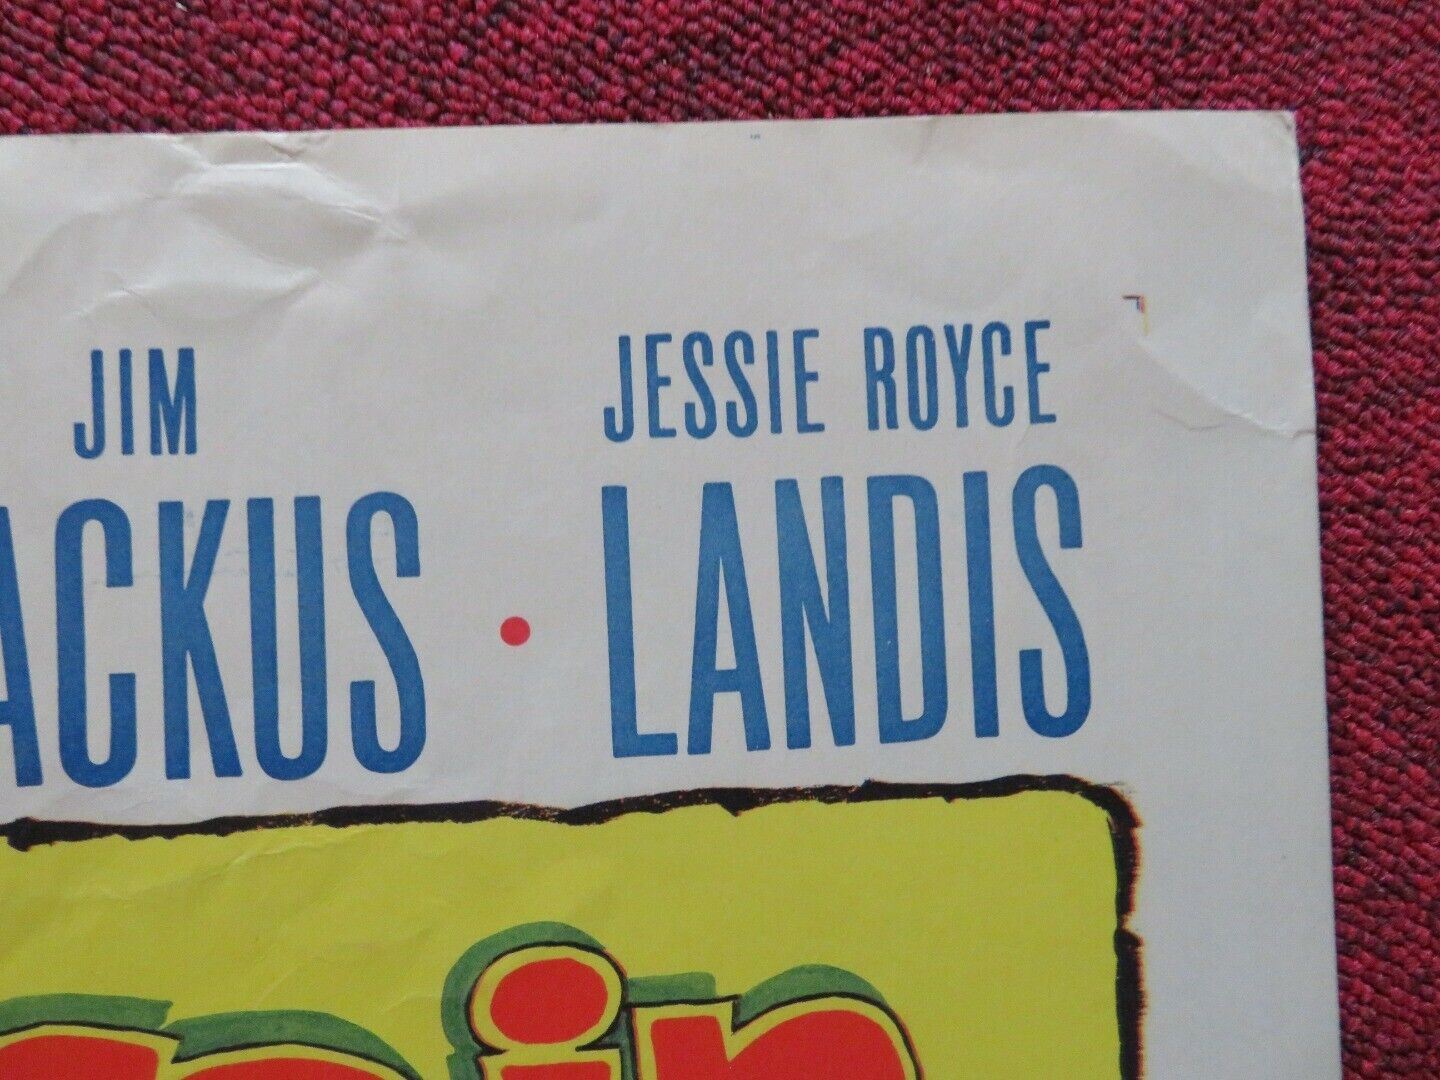 JIM
JESSIE ROYCE
ACKUS • LANDIS